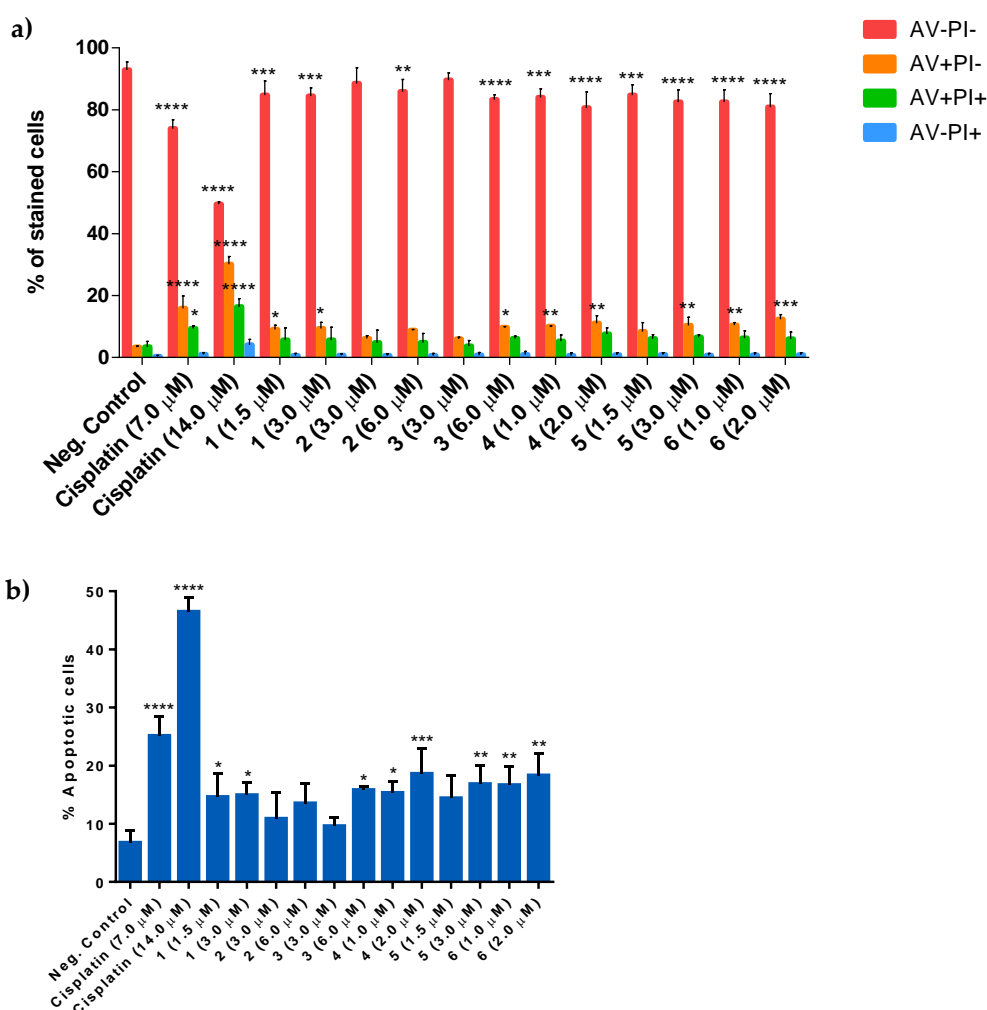 a)
AV-PI-
AV+PI-
AV+PI+
AV-PI+
% of stained cells
100
80
60
40
20
0
****
****
****
****
*
****
****
***
*
***
*
**
****
*
***
**
****
**
***
****
**
****
**
****
***
Neg. Control
Cisplatin (7.0 μM)
Cisplatin (14.0 μM)
1 (1.5 μM)
1 (3.0 μM)
2 (3.0 μM)
2 (6.0 μM)
3 (3.0 μM)
3 (6.0 μM)
4 (1.0 μM)
4 (2.0 μM)
5 (1.5 μM)
5 (3.0 μM)
6 (1.0 μM)
6 (2.0 μM)
b)
% Apoptotic cells
50
40
30
20
10
0
****
****
*
*
*
*
***
**
**
**
Neg. Control
Cisplatin (7.0 μM)
Cisplatin (14.0 μM)
1 (1.5 μM)
1 (3.0 μM)
2 (3.0 μM)
2 (6.0 μM)
3 (3.0 μM)
3 (6.0 μM)
4 (1.0 μM)
4 (2.0 μM)
5 (1.5 μM)
5 (3.0 μM)
6 (1.0 μM)
6 (2.0 μM)